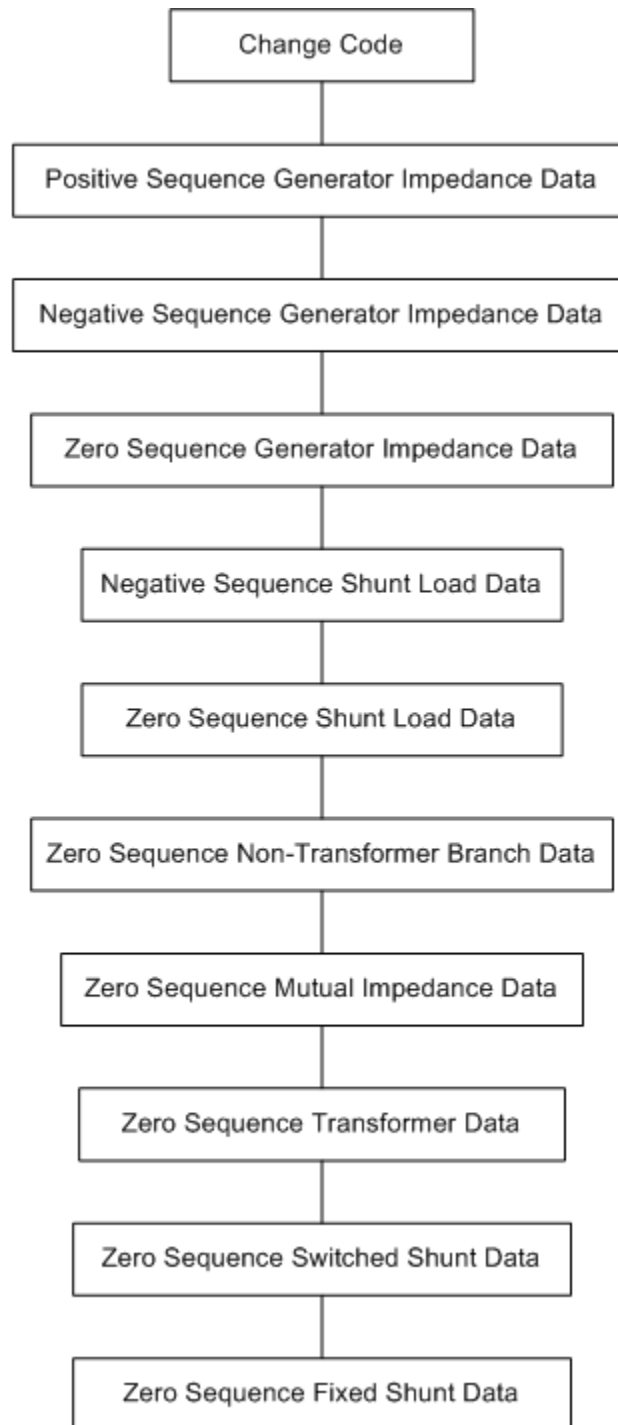 Change Code
Positive Sequence Generator Impedance Data
Negative Sequence Generator Impedance Data
Zero Sequence Generator Impedance Data
Negative Sequence Shunt Load Data
Zero Sequence Shunt Load Data
Zero Sequence Non-Transformer Branch Data
Zero Sequence Mutual Impedance Data
Zero Sequence Transformer Data
Zero Sequence Switched Shunt Data
Zero Sequence Fixed Shunt Data